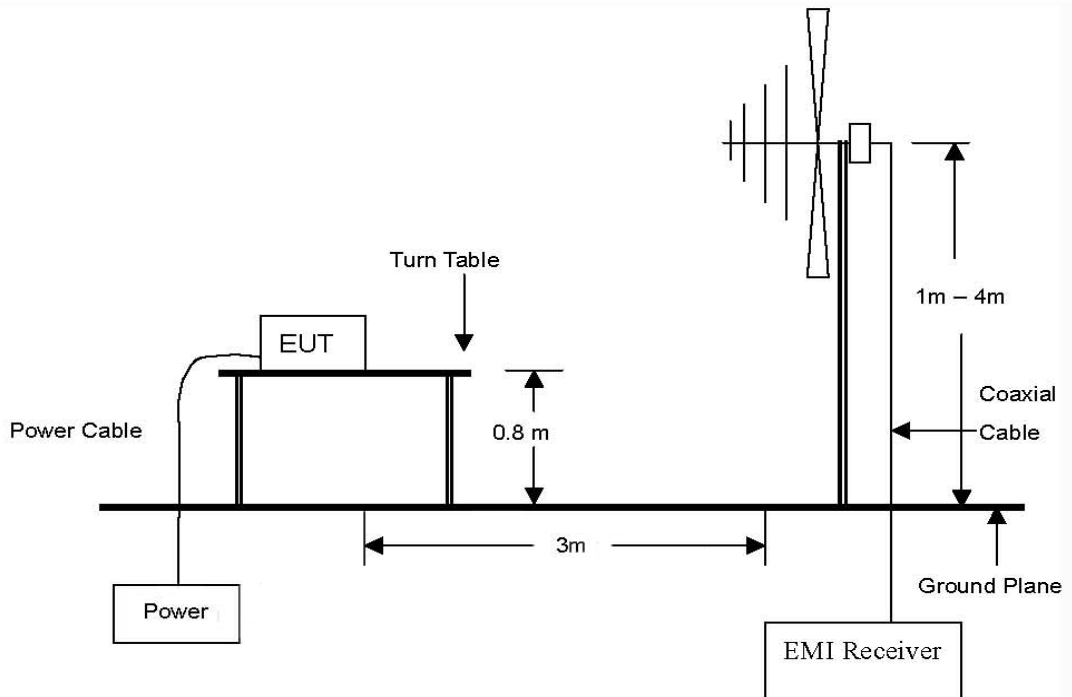 Turn Table
1m – 4m
EUT
Coaxial
Cable
Power Cable
0.8 m
3m
Ground Plane
Power
EMI Receiver